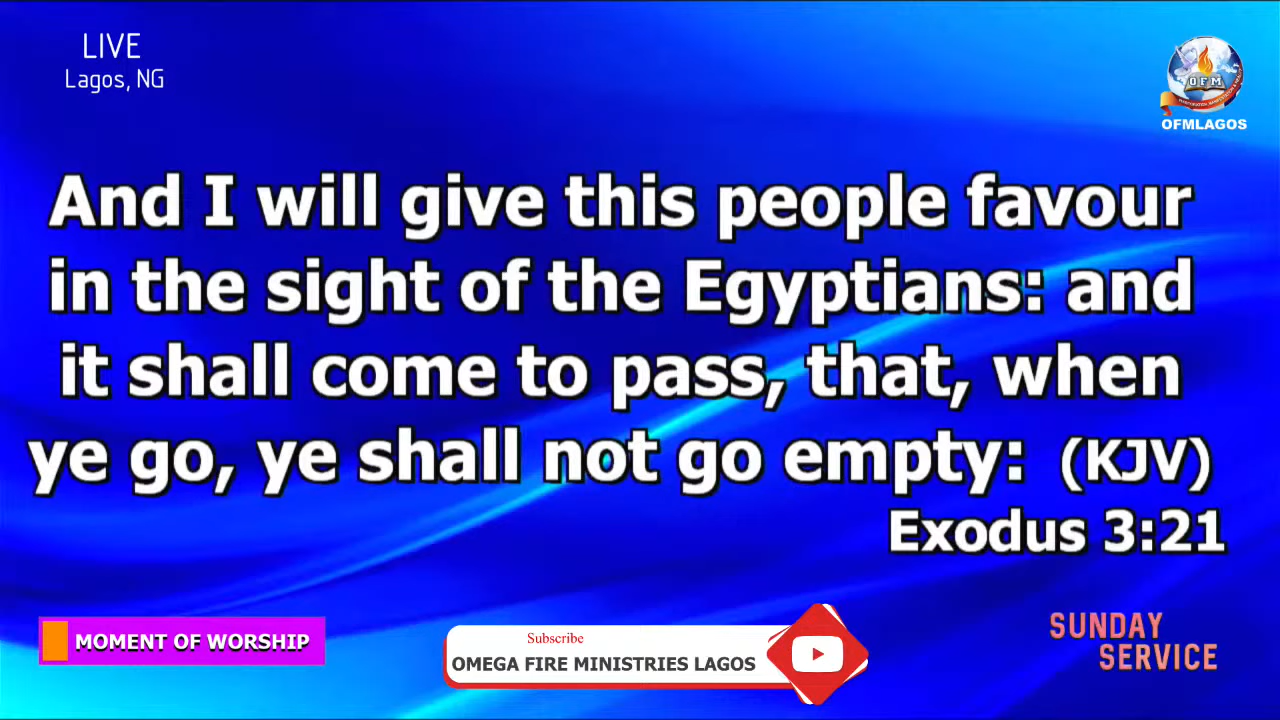 LIVE
Lagos, NG
OFM
OFMLAGOS
And I will give this people favour
in the sight of the Egyptians: and
it shall come to pass, that, when
ye go, ye shall not go empty: (KJV)
Exodus 3:21
MOMENT OF WORSHIP
Subscribe
OMEGA FIRE MINISTRIES LAGOS
SUNDAY
SERVICE